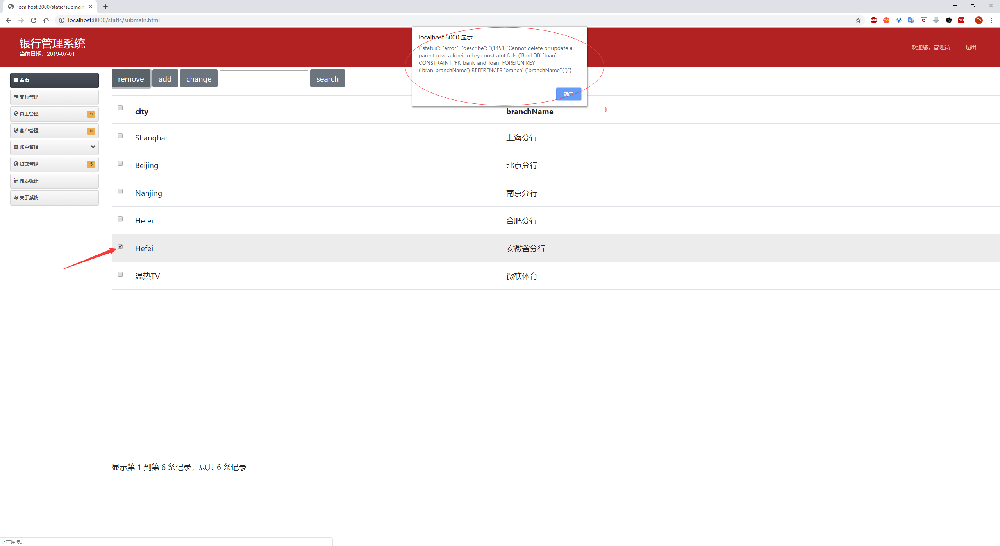 localhost:8000/static/submain.
localhost:8000/static/submain.html
ABP
CORS
Qy
银行管理系统
当前日期：2019-07-01
欢迎您，管理员
退出
localhost:8000 显示
{"status": "error", "describe": "(1451, 'Cannot delete or update a
parent row: a foreign key constraint fails (`BankDB`.`loan`,
CONSTRAINT `FK_bank_and_loan` FOREIGN KEY
(`bran_branchName`) REFERENCES `branch` (`branchName`))')"}
确定
首页
支行管理
员工管理 5
客户管理 5
账户管理
贷款管理 5
图表统计
关于系统
remove add change search
city branchName
Shanghai 上海分行
Beijing 北京分行
Nanjing 南京分行
Hefei 合肥分行
Hefei 安徽省分行
温热TV 微软体育
显示第 1 到第 6 条记录，总共 6 条记录
正在连接...